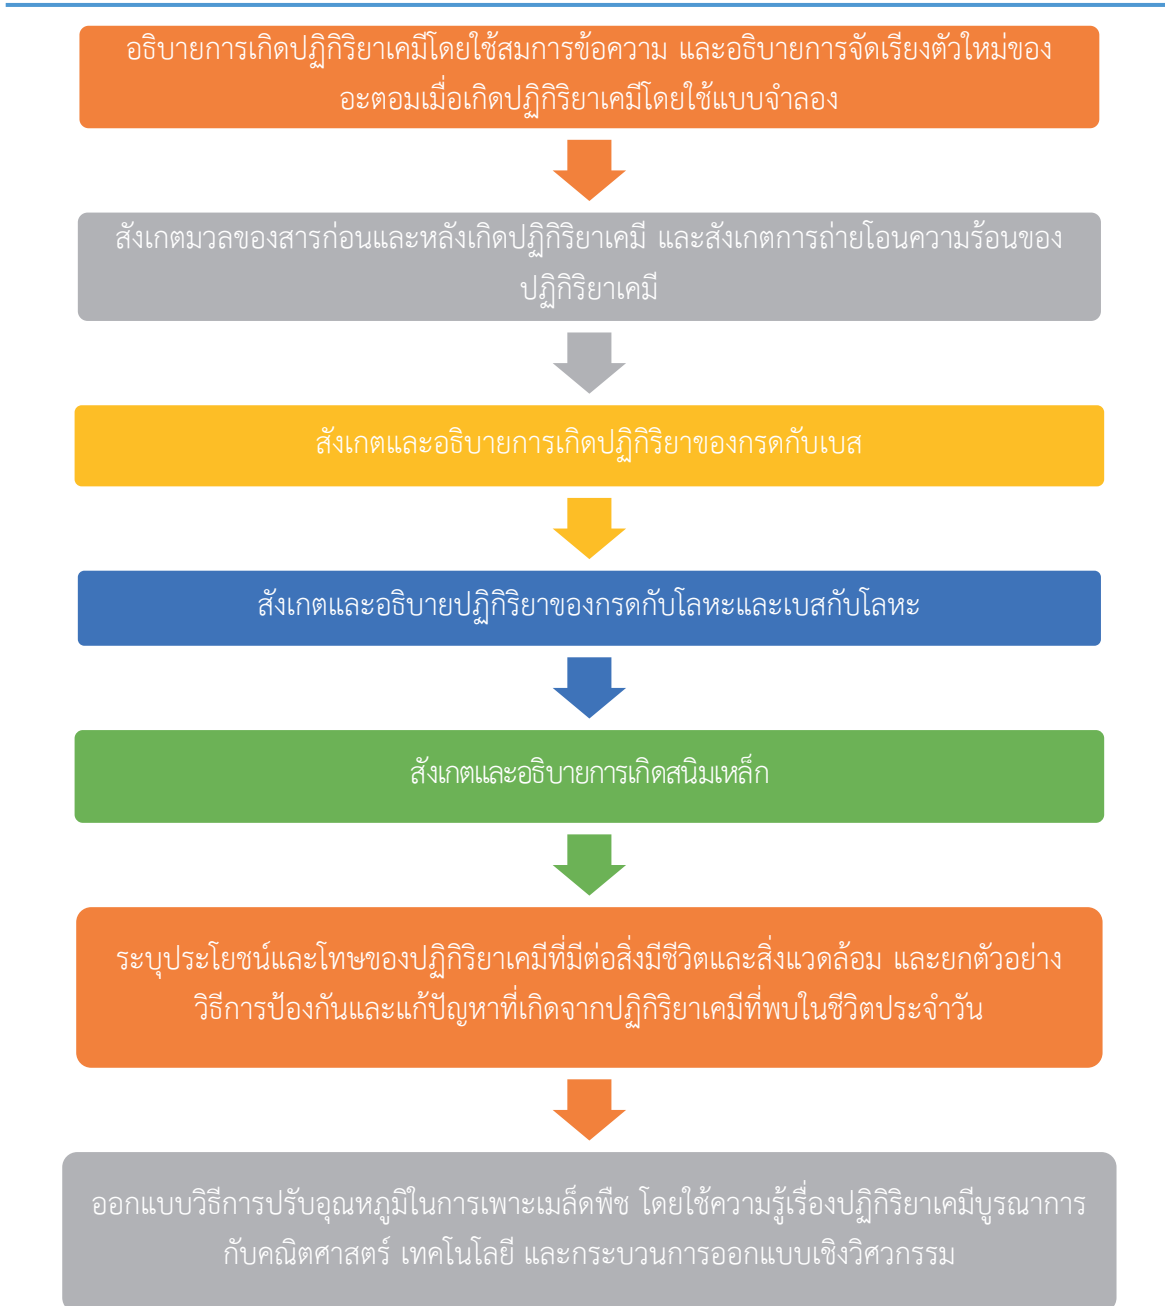 อธิบายการเกิดปฏิกิริยาเคมีโดยใช้สมการข้อความ และอธิบายการจัดเรียงตัวใหม่ของ
อะตอมเมื่อเกิดปฏิกิริยาเคมีโดยใช้แบบจำลอง
สังเกตมวลของสารก่อนและหลังเกิดปฏิกิริยาเคมี และสังเกตการถ่ายโอนความร้อนของ
ปฏิกิริยาเคมี
สังเกตและอธิบายการเกิดปฏิกิริยาของกรดกับเบส
สังเกตและอธิบายปฏิกิริยาของกรดกับโลหะและเบสกับโลหะ
สังเกตและอธิบายการเกิดสนิมเหล็ก
ระบุประโยชน์และโทษของปฏิกิริยาเคมีที่มีต่อสิ่งมีชีวิตและสิ่งแวดล้อม และยกตัวอย่าง
วิธีการป้องกันและแก้ปัญหาที่เกิดจากปฏิกิริยาเคมีที่พบในชีวิตประจำวัน
ออกแบบวิธีการปรับอุณหภูมิในการเพาะเมล็ดพืช โดยใช้ความรู้เรื่องปฏิกิริยาเคมีบูรณาการ
กับคณิตศาสตร์ เทคโนโลยี และกระบวนการออกแบบเชิงวิศวกรรม